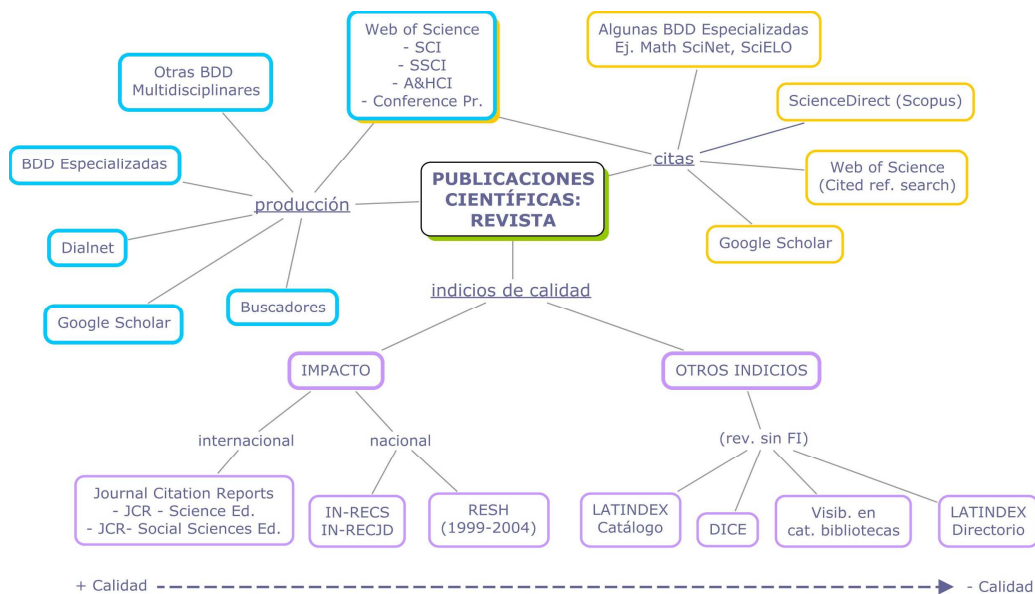 Web of Science
- SCI
- SSCI
- A&HCI
- Conference Pr.
Algunas BDD Especializadas
Ej. Math SciNet, SciELO
Otras BDD
Multidisciplinares
ScienceDirect (Scopus)
BDD Especializadas
citas
Web of Science
(Cited ref. search)
PUBLICACIONES
CIENTÍFICAS:
REVISTA
producción
Dialnet
Google Scholar
Google Scholar
Buscadores
indicios de calidad
IMPACTO
OTROS INDICIOS
internacional
nacional
(rev. sin FI)
Journal Citation Reports
- JCR - Science Ed.
- JCR- Social Sciences Ed.
IN-RECS
IN-RECJD
RESH
(1999-2004)
LATINDEX
Catálogo
DICE
Visib. en
cat. bibliotecas
LATINDEX
Directorio
+ Calidad
- Calidad